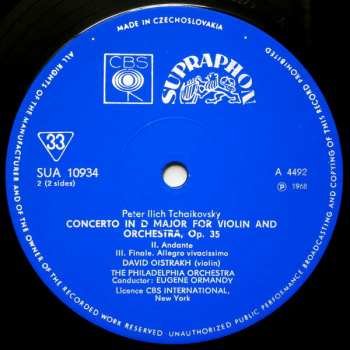 MADE IN CZECHOSLOVAKIA
ALL RIGHTS OF THE MANUFACTURER AND OF THE OWNER OF THE RECORDED WORK RESERVED
UNAUTHORIZED PUBLIC PERFORMANCE BROADCASTING AND COPYING OF THIS RECORD PROHIBITED
CBS
SUPRAPHON
33
SUA 10934
2 (2 sides)
A 4492
℗ 1968
Peter Ilich Tchaikovsky
CONCERTO IN D MAJOR FOR VIOLIN AND
ORCHESTRA, Op. 35
II. Andante
III. Finale. Allegro vivacissimo
DAVID OISTRAKH (violin)
THE PHILADELPHIA ORCHESTRA
Conductor: EUGENE ORMANDY
Licence CBS INTERNATIONAL,
New York